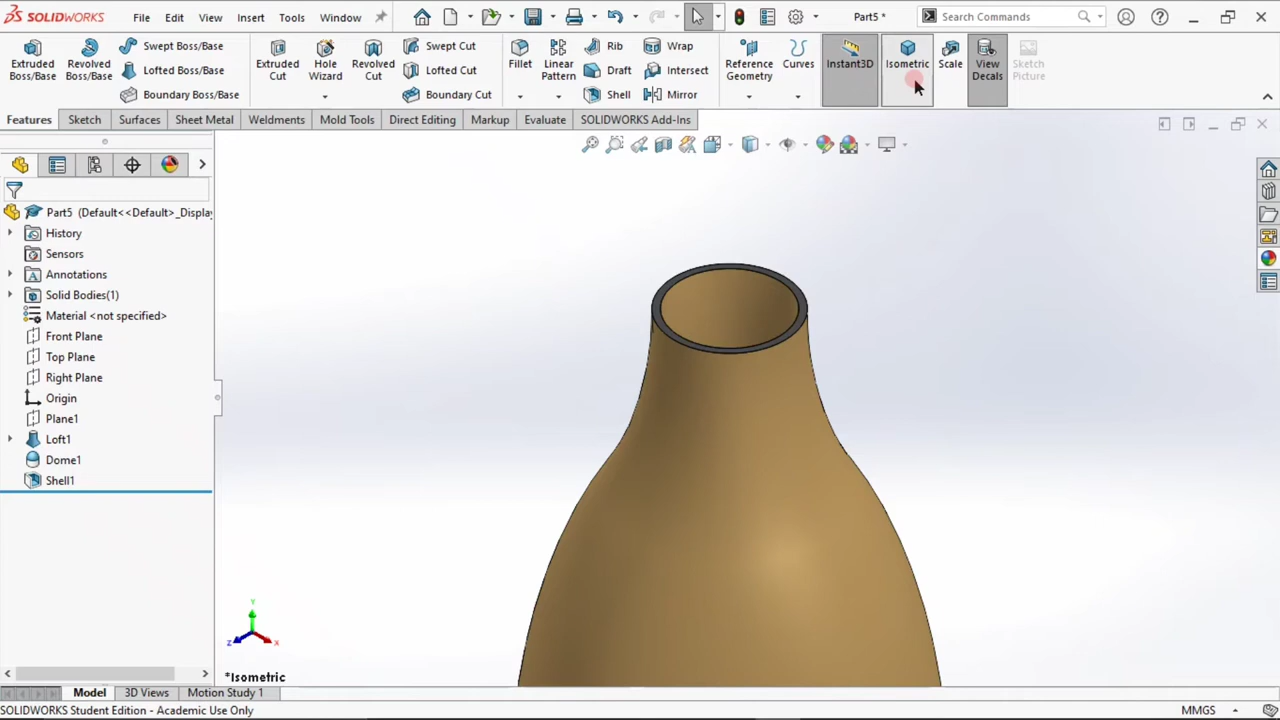 SOLIDWORKS
File Edit View Insert Tools Window
Part5 *
Search Commands
Extruded Boss/Base
Revolved Boss/Base
Swept Boss/Base
Lofted Boss/Base
Boundary Boss/Base
Extruded Cut
Hole Wizard
Revolved Cut
Swept Cut
Lofted Cut
Boundary Cut
Fillet
Linear Pattern
Rib
Draft
Shell
Wrap
Intersect
Mirror
Reference Geometry
Curves
Instant3D
Isometric
Scale
View Decals
Sketch Picture
Features Sketch Surfaces Sheet Metal Weldments Mold Tools Direct Editing Markup Evaluate SOLIDWORKS Add-Ins
Part5 (Default<<Default>_Display
History
Sensors
Annotations
Solid Bodies(1)
Material <not specified>
Front Plane
Top Plane
Right Plane
Origin
Plane1
Loft1
Dome1
Shell1
Y
Z
X
*Isometric
Model 3D Views Motion Study 1
SOLIDWORKS Student Edition - Academic Use Only
MMGS